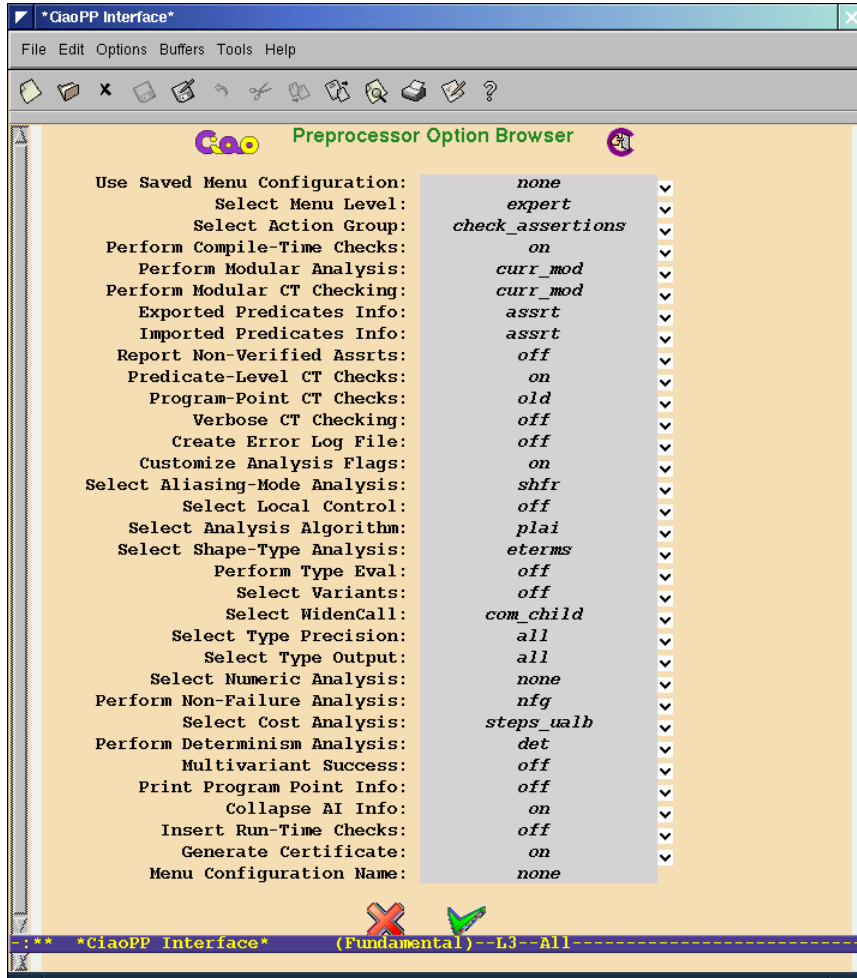 *CiaoPP Interface*
File Edit Options Buffers Tools Help
Ciao Preprocessor Option Browser
Use Saved Menu Configuration: none
Select Menu Level: expert
Select Action Group: check_assertions
Perform Compile-Time Checks: on
Perform Modular Analysis: curr_mod
Perform Modular CT Checking: curr_mod
Exported Predicates Info: assrt
Imported Predicates Info: assrt
Report Non-Verified Assrts: off
Predicate-Level CT Checks: on
Program-Point CT Checks: old
Verbose CT Checking: off
Create Error Log File: off
Customize Analysis Flags: on
Select Aliasing-Mode Analysis: shfr
Select Local Control: off
Select Analysis Algorithm: plai
Select Shape-Type Analysis: eterms
Perform Type Eval: off
Select Variants: off
Select WidenCall: com_child
Select Type Precision: all
Select Type Output: all
Select Numeric Analysis: none
Perform Non-Failure Analysis: nfg
Select Cost Analysis: steps_ualb
Perform Determinism Analysis: det
Multivariant Success: off
Print Program Point Info: off
Collapse AI Info: on
Insert Run-Time Checks: off
Generate Certificate: on
Menu Configuration Name: none
-:** *CiaoPP Interface* (Fundamental)--L3--All---------------------------